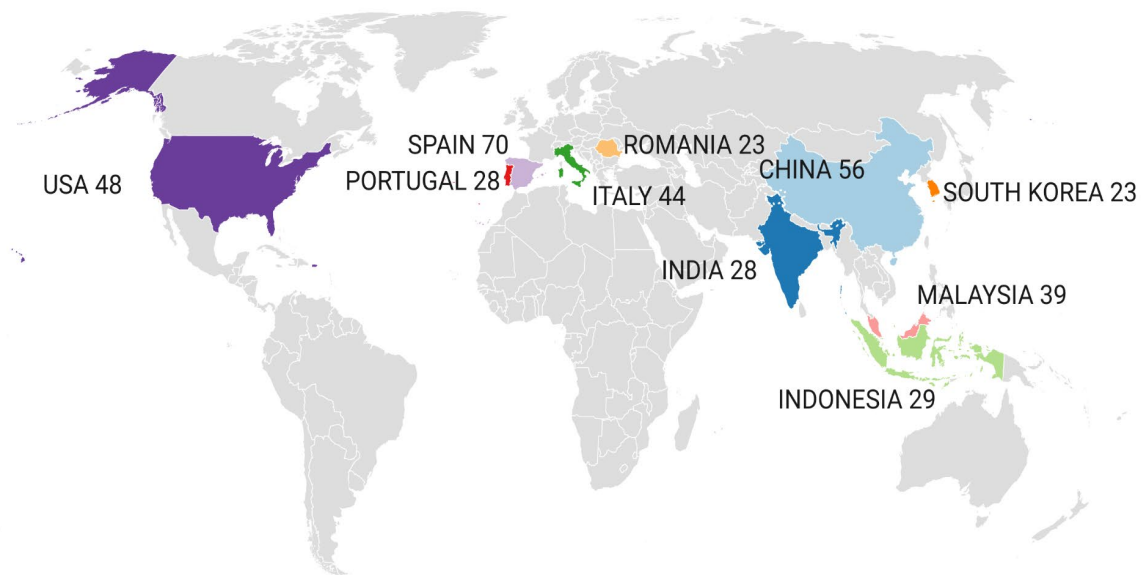 SPAIN 70
ROMANIA 23
CHINA 56
USA 48
PORTUGAL 28
ITALY 44
SOUTH KOREA 23
INDIA 28
MALAYSIA 39
INDONESIA 29